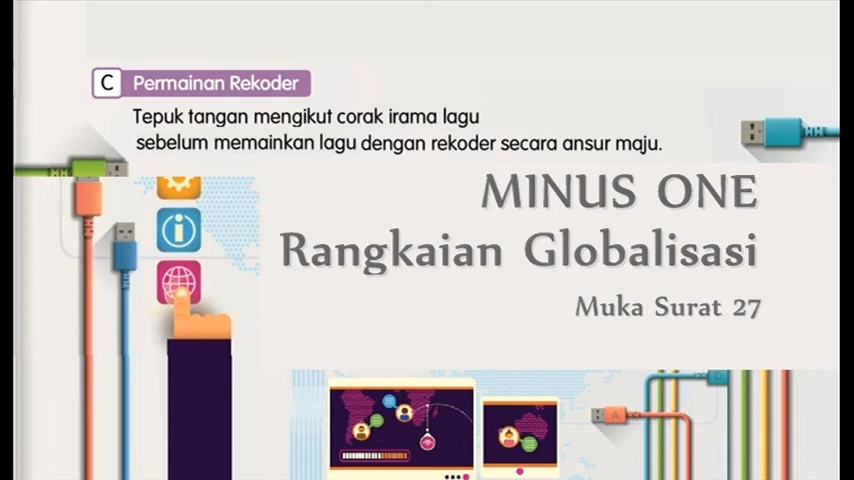 C Permainan Rekoder
Tepuk tangan mengikut corak irama lagu
sebelum memainkan lagu dengan rekoder secara ansur maju.
MINUS ONE
Rangkaian Globalisasi
Muka Surat 27
D
A